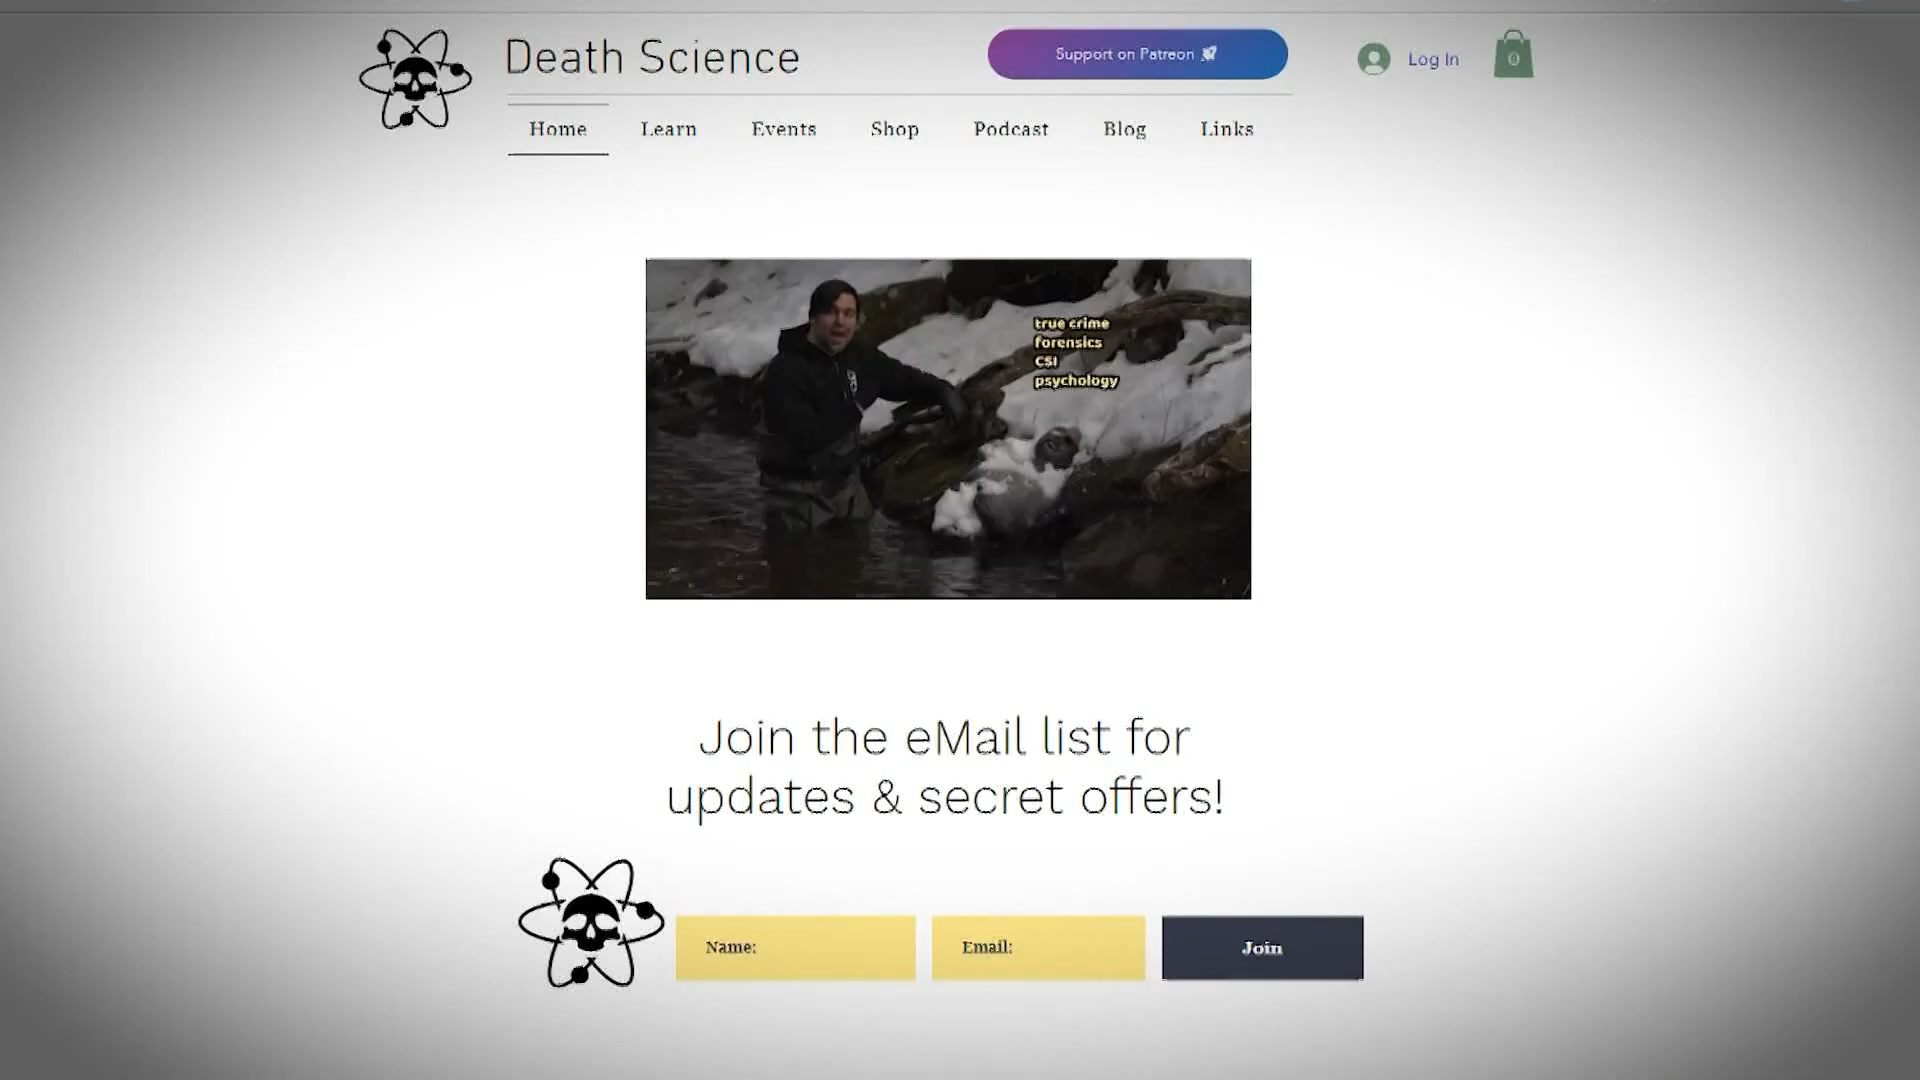 Death Science
Support on Patreon
Log In
0
Home Learn Events Shop Podcast Blog Links
true crime
forensics
CSI
psychology
Join the eMail list for
updates & secret offers!
Name: Email: Join